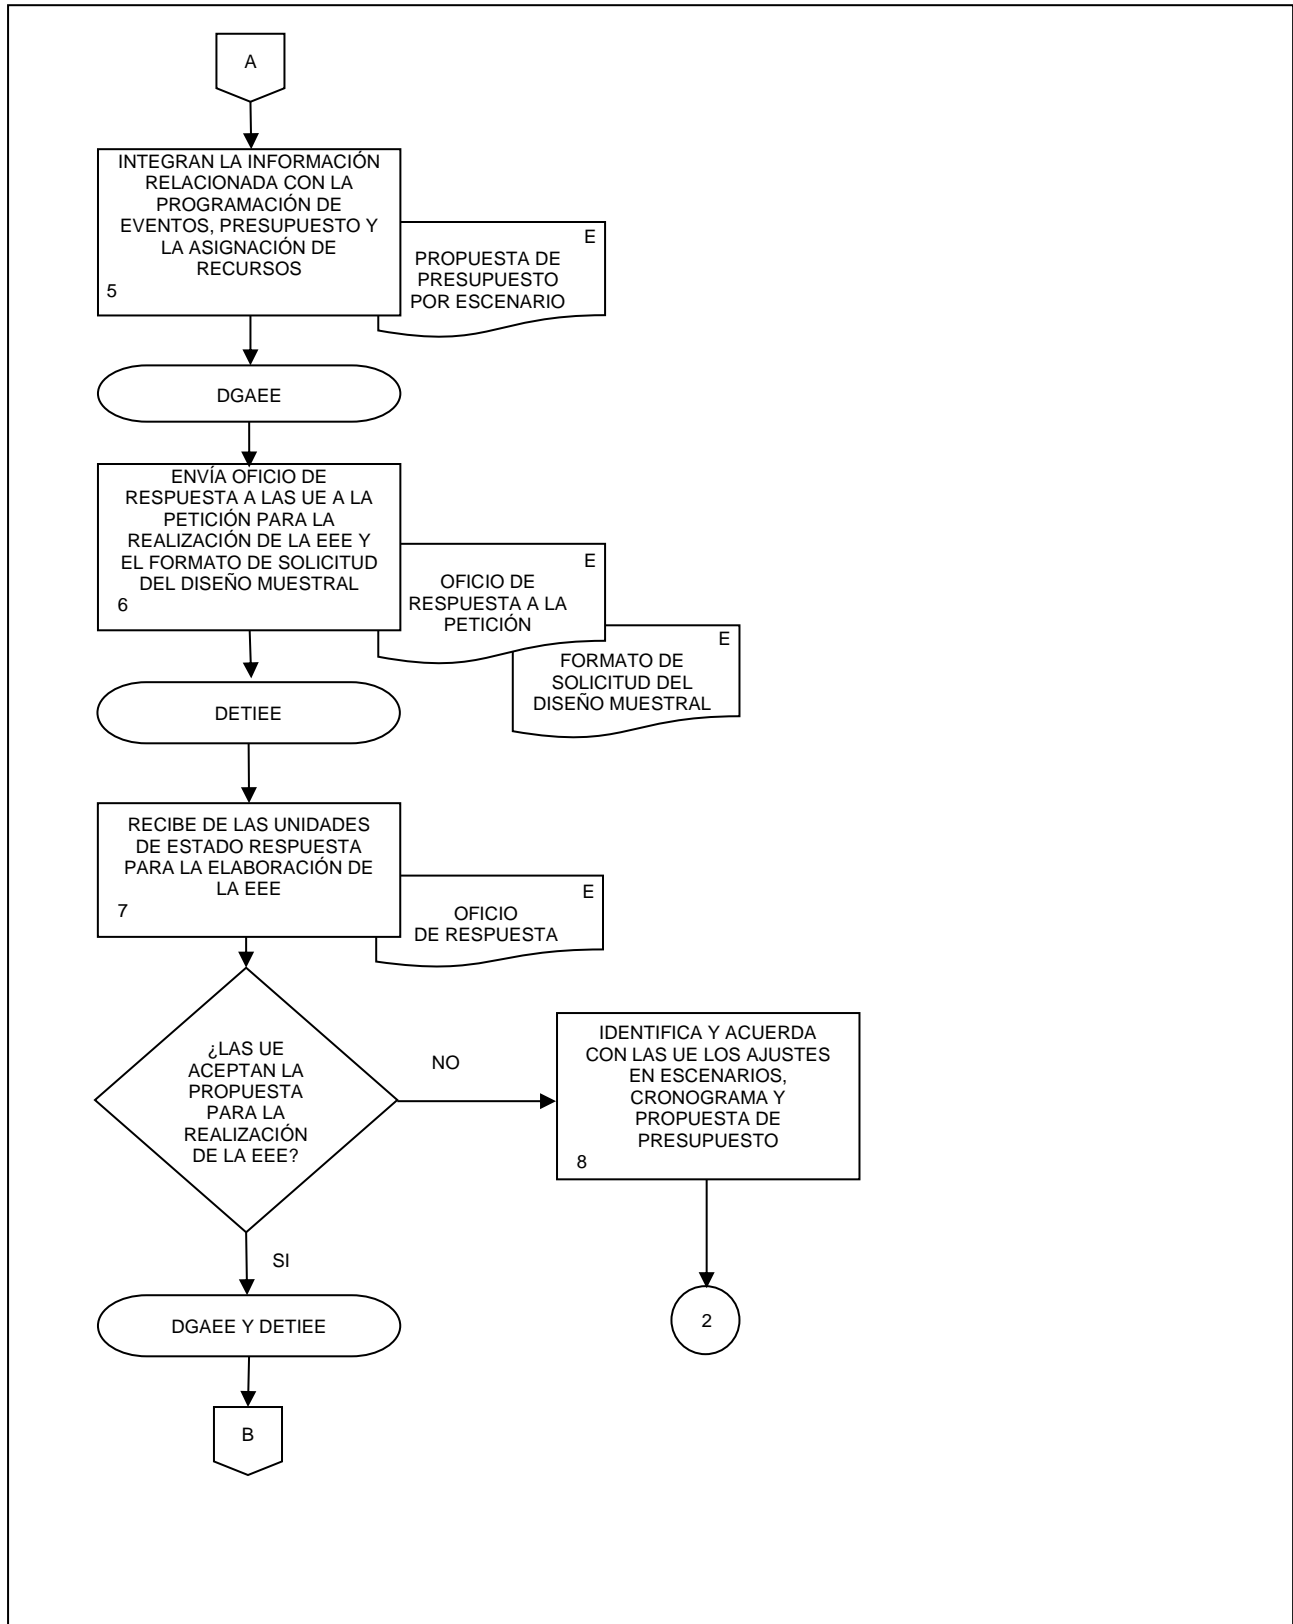 A
INTEGRAN LA INFORMACIÓN
RELACIONADA CON LA
PROGRAMACIÓN DE
EVENTOS, PRESUPUESTO Y
LA ASIGNACIÓN DE
RECURSOS
5
E
PROPUESTA DE
PRESUPUESTO
POR ESCENARIO
DGAEE
ENVÍA OFICIO DE
RESPUESTA A LAS UE A LA
PETICIÓN PARA LA
REALIZACIÓN DE LA EEE Y
EL FORMATO DE SOLICITUD
DEL DISEÑO MUESTRAL
6
E
OFICIO DE
RESPUESTA A LA
PETICIÓN
E
FORMATO DE
SOLICITUD DEL
DISEÑO MUESTRAL
DETIEE
RECIBE DE LAS UNIDADES
DE ESTADO RESPUESTA
PARA LA ELABORACIÓN DE
LA EEE
7
E
OFICIO
DE RESPUESTA
¿LAS UE
ACEPTAN LA
PROPUESTA
PARA LA
REALIZACIÓN
DE LA EEE?
NO
IDENTIFICA Y ACUERDA
CON LAS UE LOS AJUSTES
EN ESCENARIOS,
CRONOGRAMA Y
PROPUESTA DE
PRESUPUESTO
8
SI
DGAEE Y DETIEE
2
B